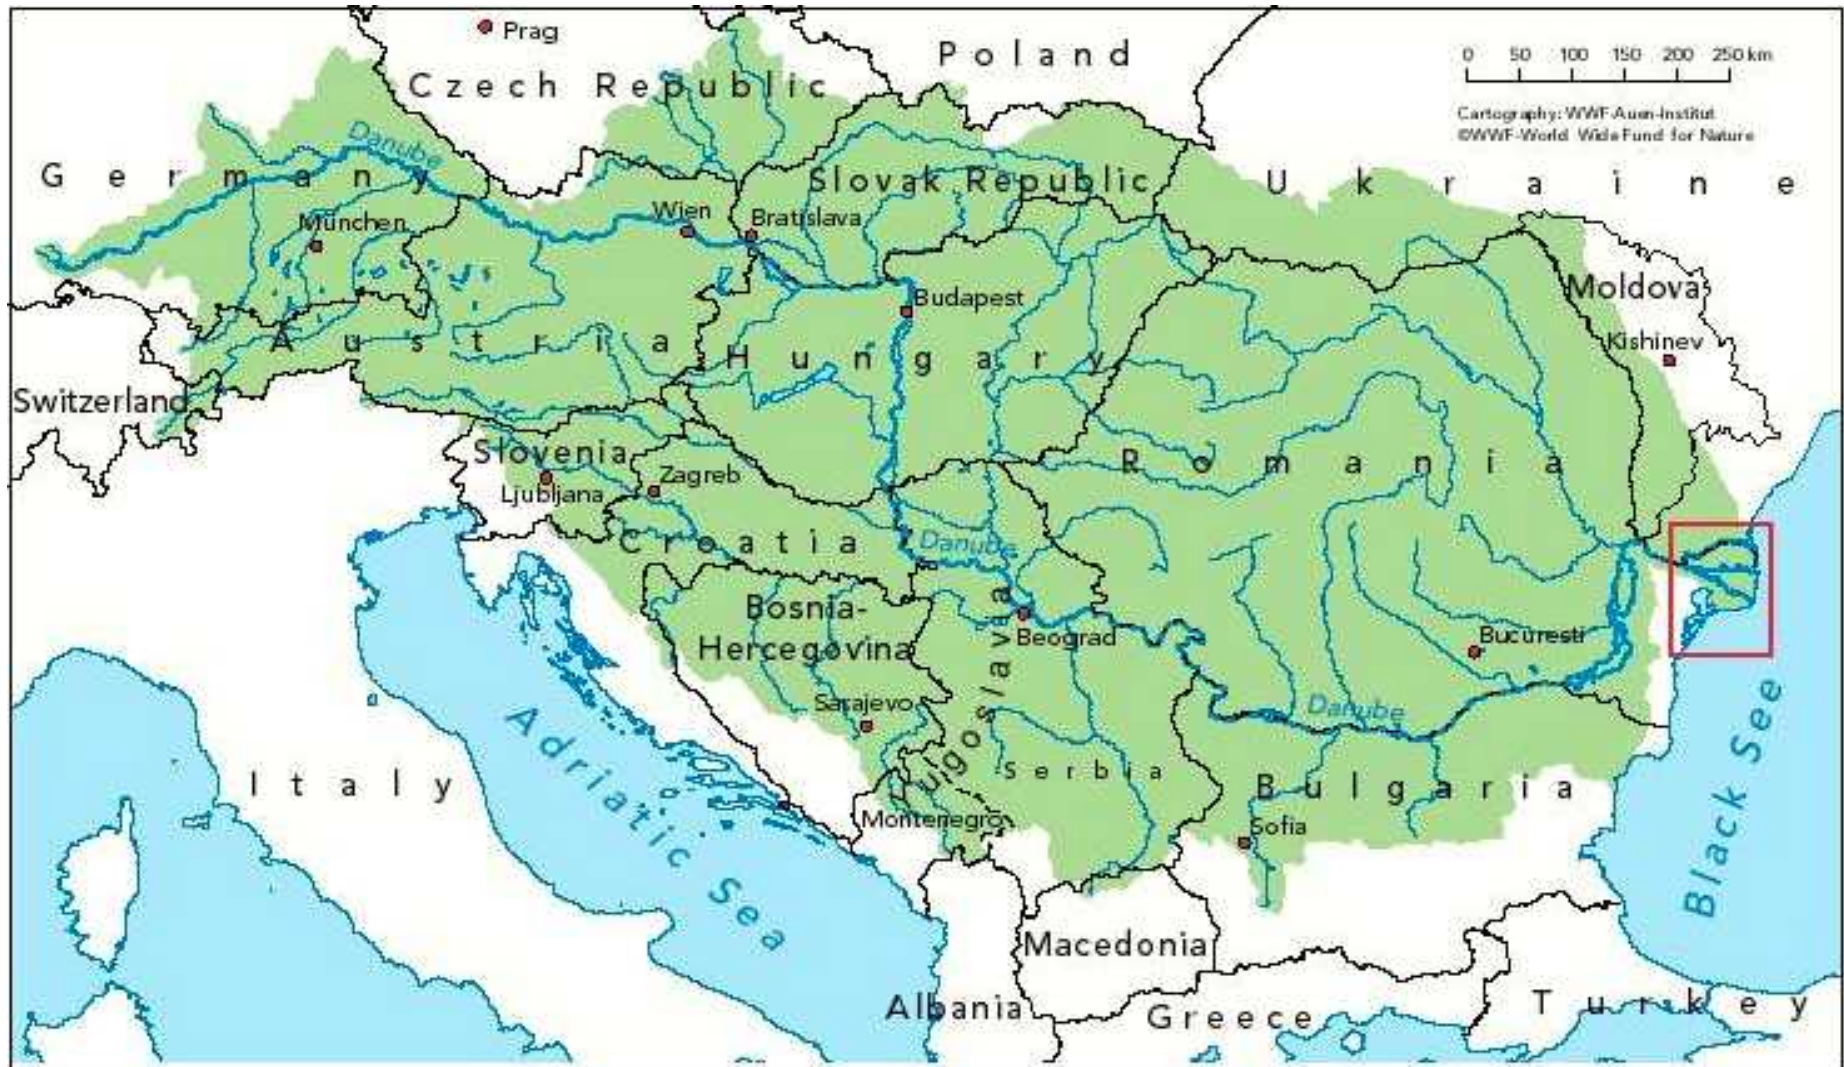 Prag
Poland
0 50 100 150 200 250 km
Czech Republic
Cartography: WWF-Auen-Institut
©WWF-World Wide Fund for Nature
Danube
Germany
Slovak Republic
Ukraine
München
Wien
Bratislava
Moldova
Budapest
Kishinev
Austria
Hungary
Switzerland
Slovenia
Zagreb
Romania
Ljubljana
Croatia
Danube
Bosnia-
Hercegovina
Beograd
Bucuresti
Yugoslavia
Sarajevo
Danube
Adriatic Sea
Black See
Italy
Serbia
Bulgaria
Montenegro
Sofia
Macedonia
Albania
Greece
Turkey